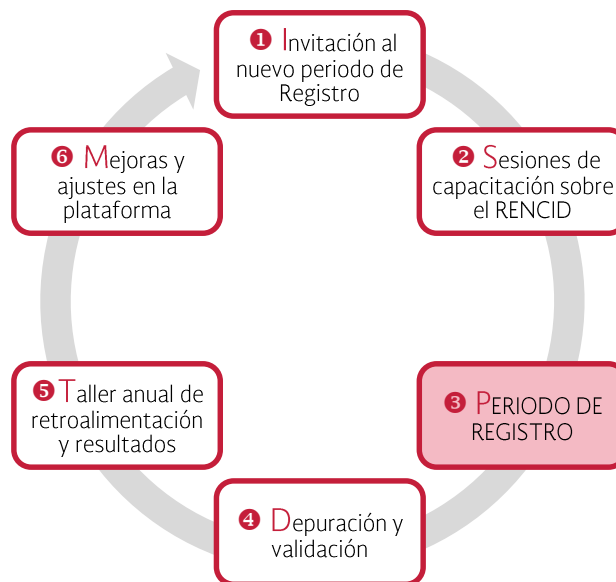 ❶ Invitación al
nuevo periodo de
Registro
❷ Sesiones de
capacitación sobre
el RENCID
❸ PERIODO DE
REGISTRO
❹ Depuración y
validación
❺ Taller anual de
retroalimentación
y resultados
❻ Mejoras y
ajustes en la
plataforma